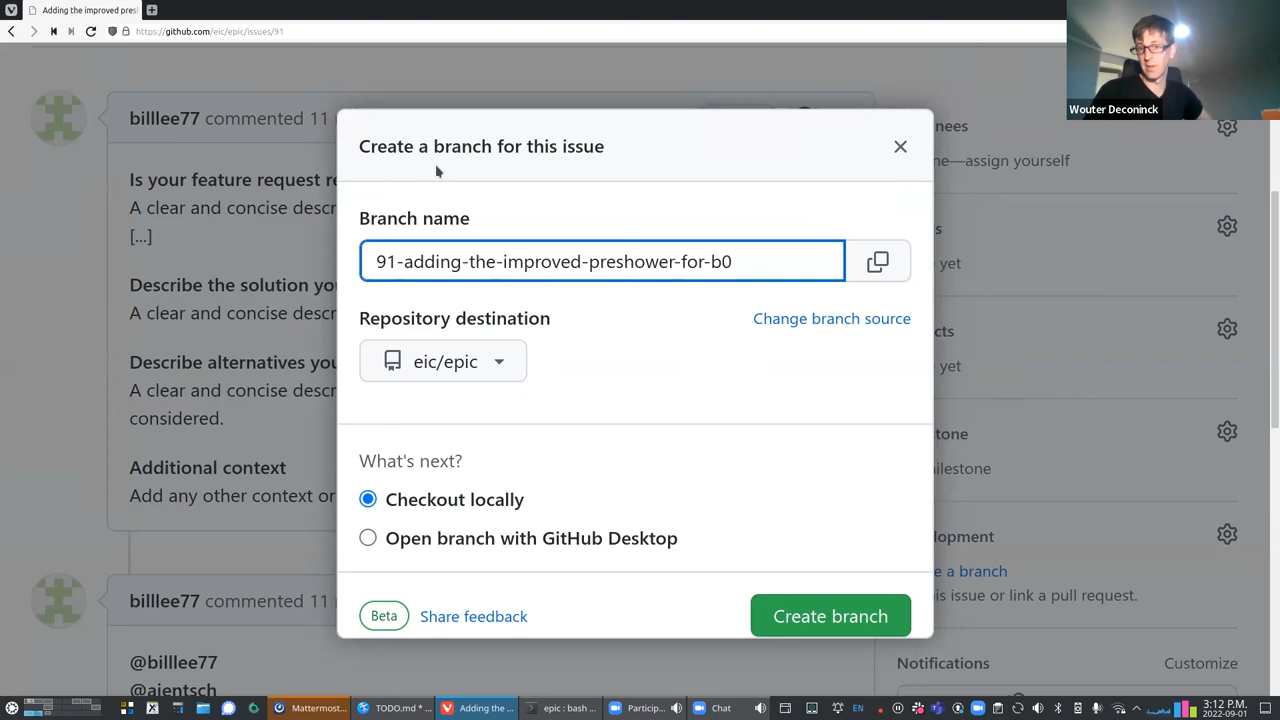 Adding the improved pres
https://github.com/eic/epic/issues/91
Wouter Deconinck
billlee77 commented 11
Create a branch for this issue
nees
ne—assign yourself
Is your feature request re
A clear and concise descr
[...]
Branch name
91-adding-the-improved-preshower-for-b0
s
yet
Describe the solution you
A clear and concise descr
Repository destination
Change branch source
eic/epic
cts
yet
Describe alternatives you
A clear and concise descr
considered.
tone
nilestone
Additional context
Add any other context or
What's next?
Checkout locally
Open branch with GitHub Desktop
lopment
e a branch
his issue or link a pull request.
billlee77 commented 11
Beta
Share feedback
Create branch
@billlee77
@ajentsch
Notifications
Customize
Mattermost...
TODO.md * ...
Adding the ...
epic : bash ...
Particip...
Chat
EN
3:12 P.M.
2022-09-01